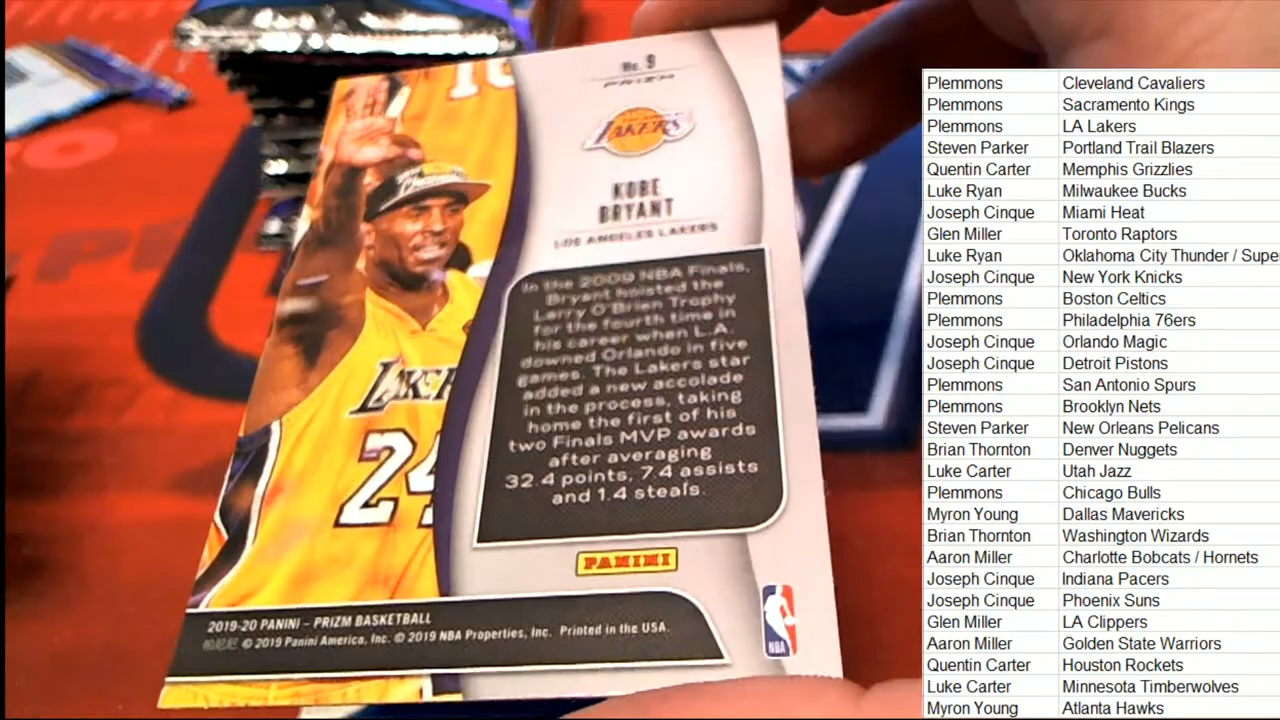 No. 9
PRIZM
LAKERS
KOBE
BRYANT
LOS ANGELES LAKERS
In the 2009 NBA Finals,
Bryant hoisted the
Larry O'Brien Trophy
for the fourth time in
his career when L.A.
downed Orlando in five
games. The Lakers star
added a new accolade
in the process, taking
home the first of his
two Finals MVP awards
after averaging
32.4 points, 7.4 assists
and 1.4 steals.
PANINI
NBA
2019-20 PANINI – PRIZM BASKETBALL
© 2019 Panini America, Inc. © 2019 NBA Properties, Inc. Printed in the USA.
24
Plemmons Cleveland Cavaliers
Plemmons Sacramento Kings
Plemmons LA Lakers
Steven Parker Portland Trail Blazers
Quentin Carter Memphis Grizzlies
Luke Ryan Milwaukee Bucks
Joseph Cinque Miami Heat
Glen Miller Toronto Raptors
Luke Ryan Oklahoma City Thunder / Supe
Joseph Cinque New York Knicks
Plemmons Boston Celtics
Plemmons Philadelphia 76ers
Joseph Cinque Orlando Magic
Joseph Cinque Detroit Pistons
Plemmons San Antonio Spurs
Plemmons Brooklyn Nets
Steven Parker New Orleans Pelicans
Brian Thornton Denver Nuggets
Luke Carter Utah Jazz
Plemmons Chicago Bulls
Myron Young Dallas Mavericks
Brian Thornton Washington Wizards
Aaron Miller Charlotte Bobcats / Hornets
Joseph Cinque Indiana Pacers
Joseph Cinque Phoenix Suns
Glen Miller LA Clippers
Aaron Miller Golden State Warriors
Quentin Carter Houston Rockets
Luke Carter Minnesota Timberwolves
Myron Young Atlanta Hawks